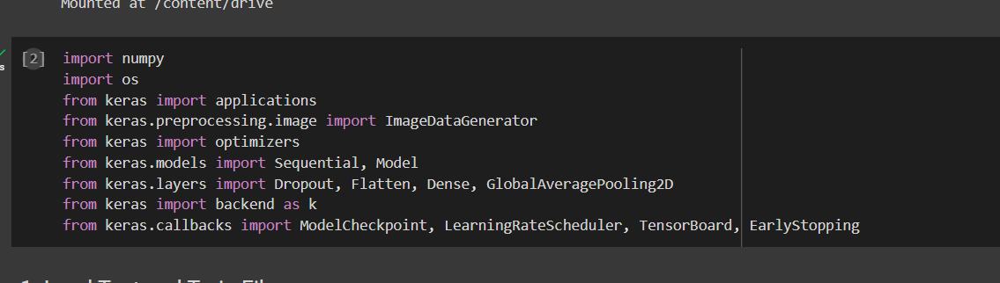 Mounted at /content/drive
[2]
import numpy
import os
from keras import applications
from keras.preprocessing.image import ImageDataGenerator
from keras import optimizers
from keras.models import Sequential, Model
from keras.layers import Dropout, Flatten, Dense, GlobalAveragePooling2D
from keras import backend as k
from keras.callbacks import ModelCheckpoint, LearningRateScheduler, TensorBoard, EarlyStopping